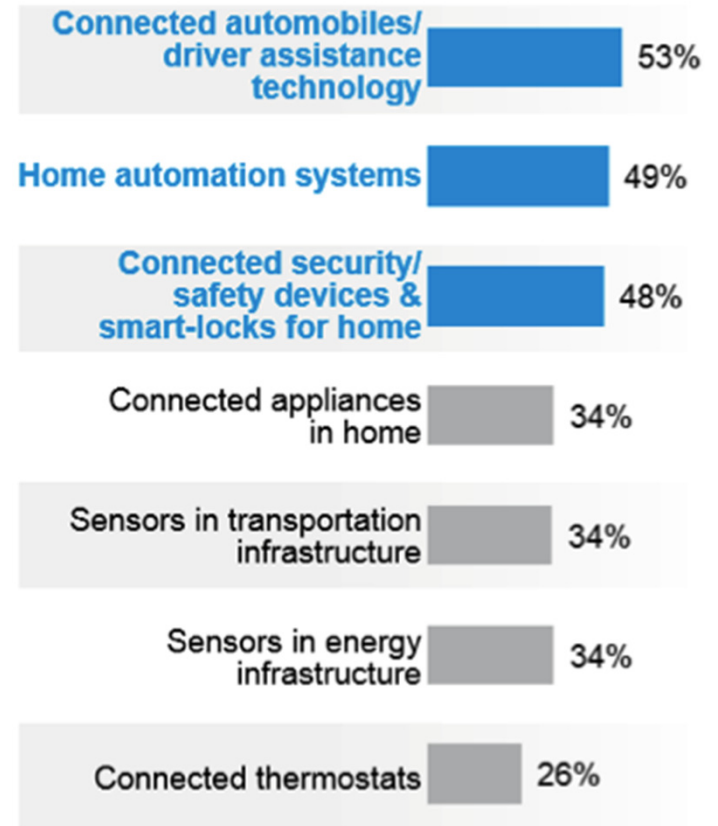 Connected automobiles/
driver assistance
technology
53%
Home automation systems
49%
Connected security/
safety devices &
smart-locks for home
48%
Connected appliances
in home
34%
Sensors in transportation
infrastructure
34%
Sensors in energy
infrastructure
34%
Connected thermostats
26%